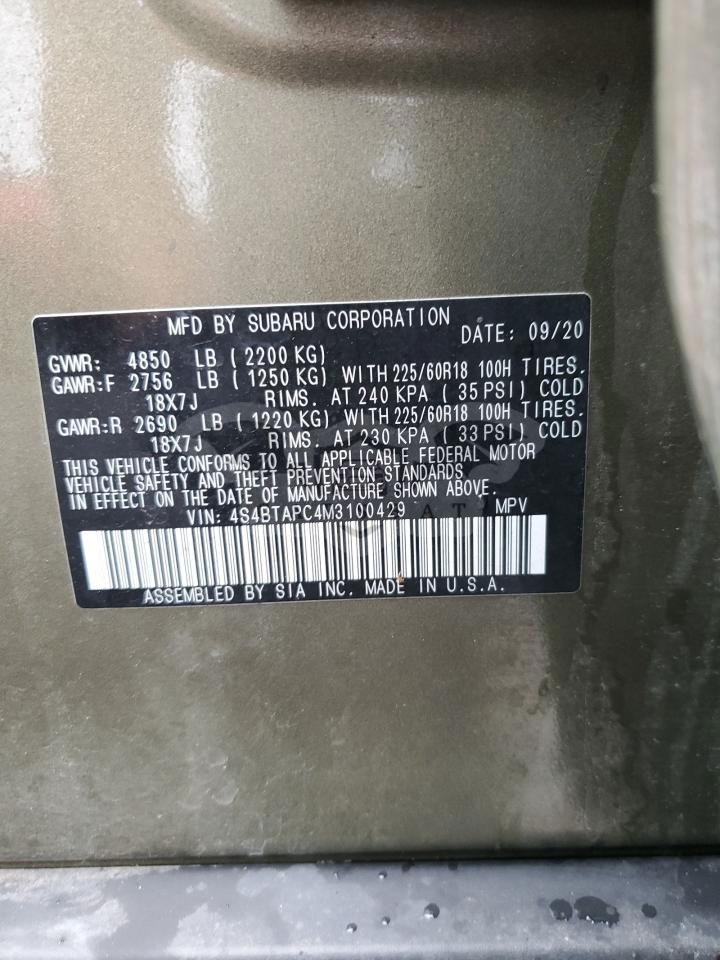 MFD BY SUBARU CORPORATION DATE: 09/20
GVWR: 4850 LB (2200 KG)
GAWR:F 2756 LB (1250 KG) WITH 225/60R18 100H TIRES.
18X7J RIMS. AT 240 KPA (35 PSI) COLD
GAWR:R 2690 LB (1220 KG) WITH 225/60R18 100H TIRES.
18X7J RIMS. AT 230 KPA (33 PSI) COLD
THIS VEHICLE CONFORMS TO ALL APPLICABLE FEDERAL MOTOR
VEHICLE SAFETY AND THEFT PREVENTION STANDARDS
IN EFFECT ON THE DATE OF MANUFACTURE SHOWN ABOVE.
VIN: 4S4BTAPC4M3100429 MPV
ASSEMBLED BY SIA INC. MADE IN U.S.A.